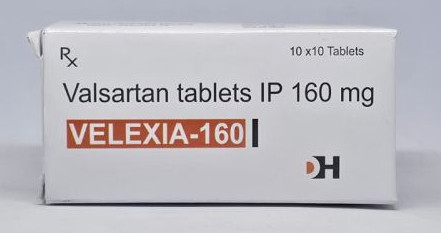 Rx
10 x10 Tablets
Valsartan tablets IP 160 mg
VELEXIA-160
DH